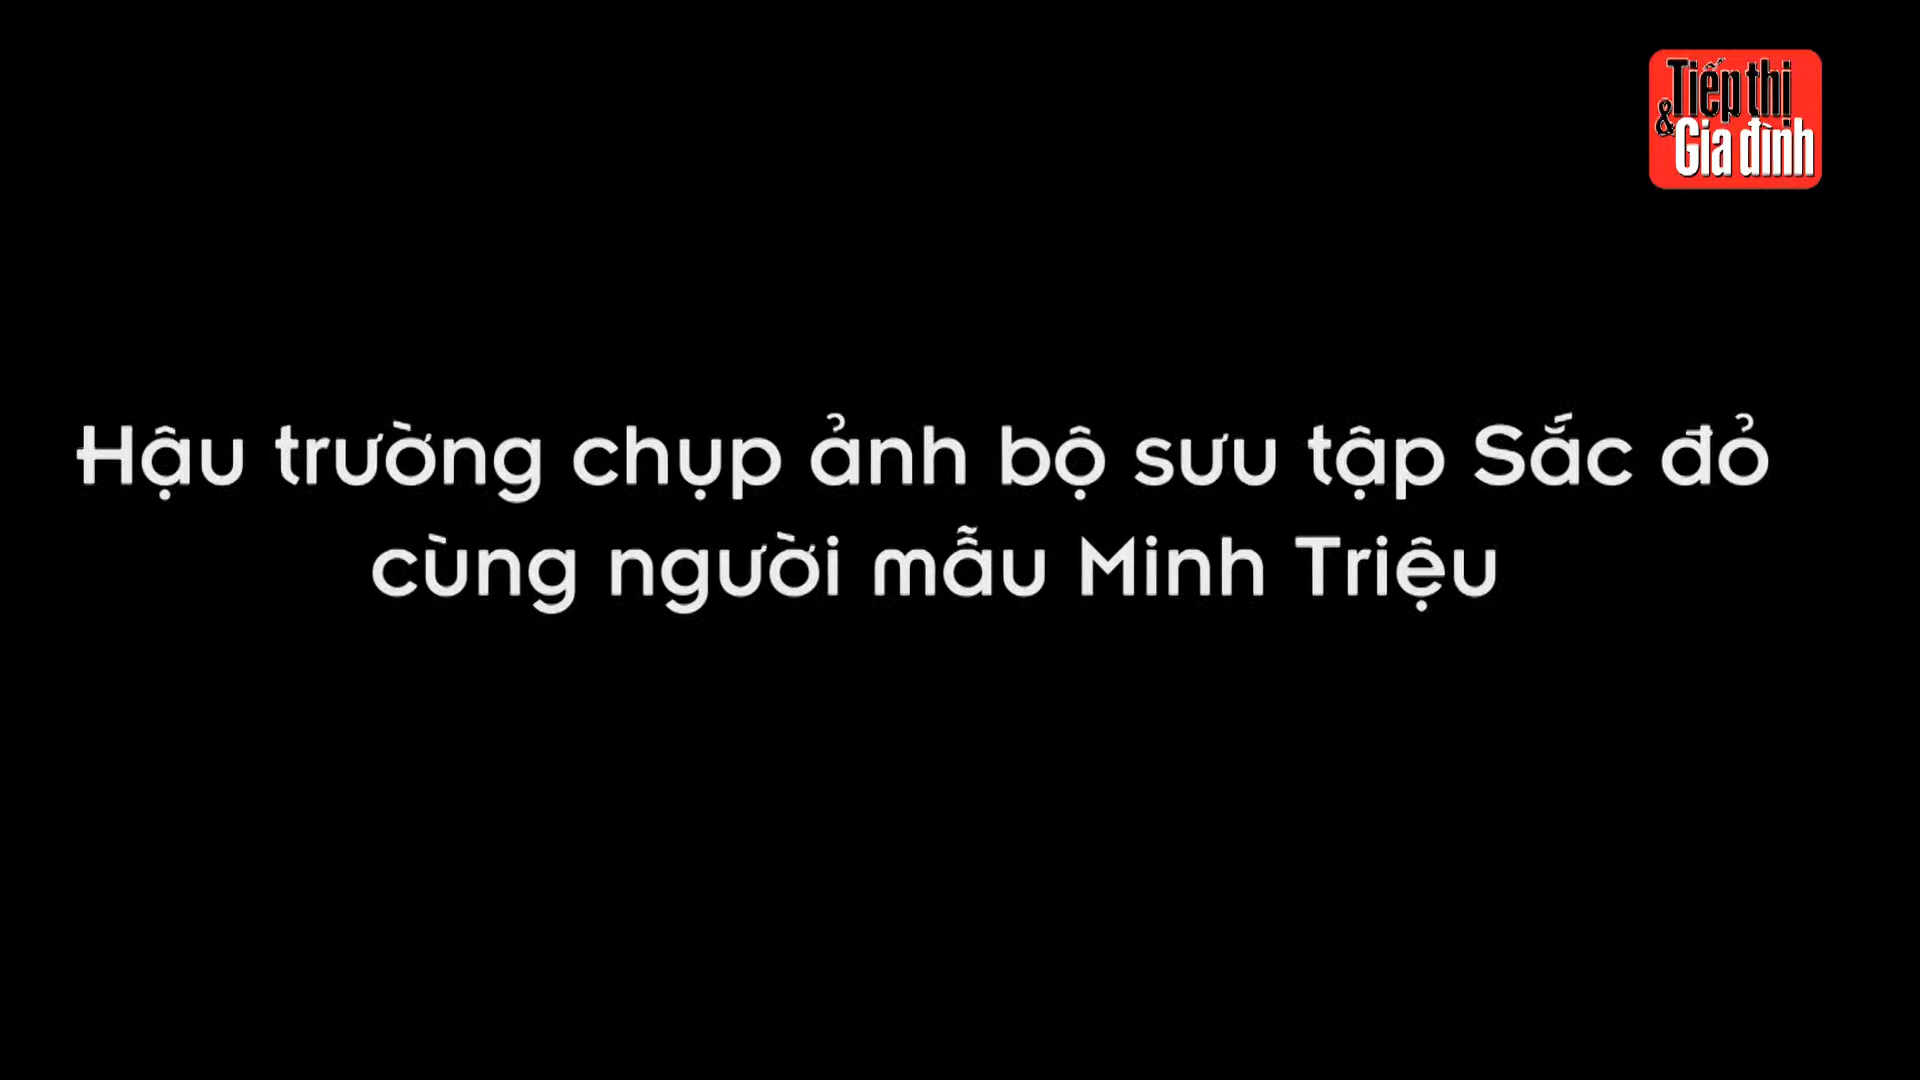 Tiếp thị
& Gia đình
Hậu trường chụp ảnh bộ sưu tập Sắc đỏ
cùng người mẫu Minh Triệu